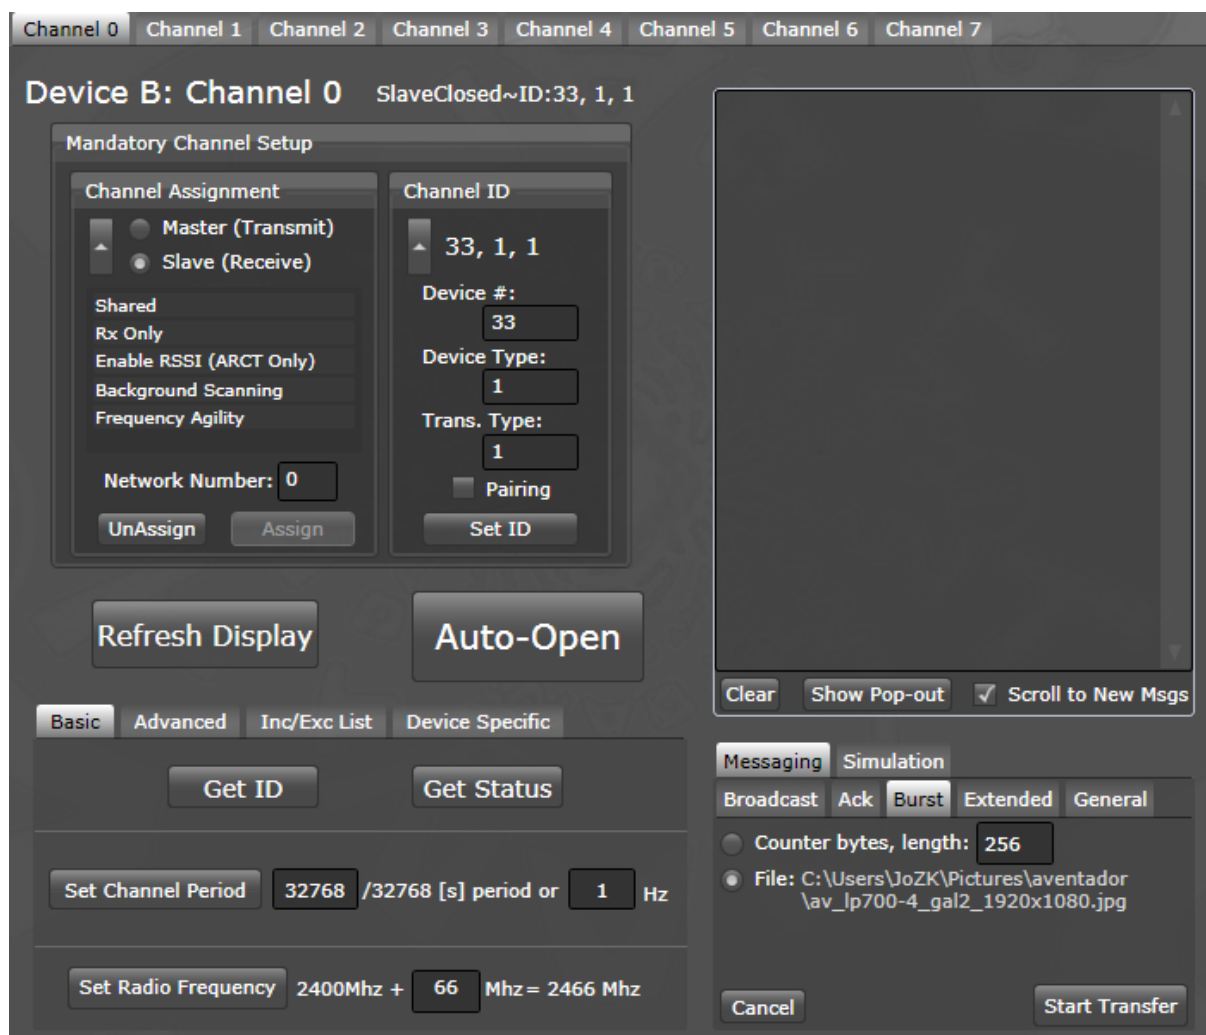 Channel 0 Channel 1 Channel 2 Channel 3 Channel 4 Channel 5 Channel 6 Channel 7
Device B: Channel 0 SlaveClosed~ID:33, 1, 1
Mandatory Channel Setup
Channel Assignment
Master (Transmit)
Slave (Receive)
Shared
Rx Only
Enable RSSI (ARCT Only)
Background Scanning
Frequency Agility
Network Number: 0
UnAssign Assign
Channel ID
33, 1, 1
Device #:
33
Device Type:
1
Trans. Type:
1
Pairing
Set ID
Refresh Display Auto-Open
Basic Advanced Inc/Exc List Device Specific
Get ID Get Status
Set Channel Period 32768 /32768 [s] period or 1 Hz
Set Radio Frequency 2400Mhz + 66 Mhz= 2466 Mhz
Clear Show Pop-out Scroll to New Msgs
Messaging Simulation
Broadcast Ack Burst Extended General
Counter bytes, length: 256
File: C:\Users\JoZK\Pictures\aventador
\av_lp700-4_gal2_1920x1080.jpg
Cancel Start Transfer